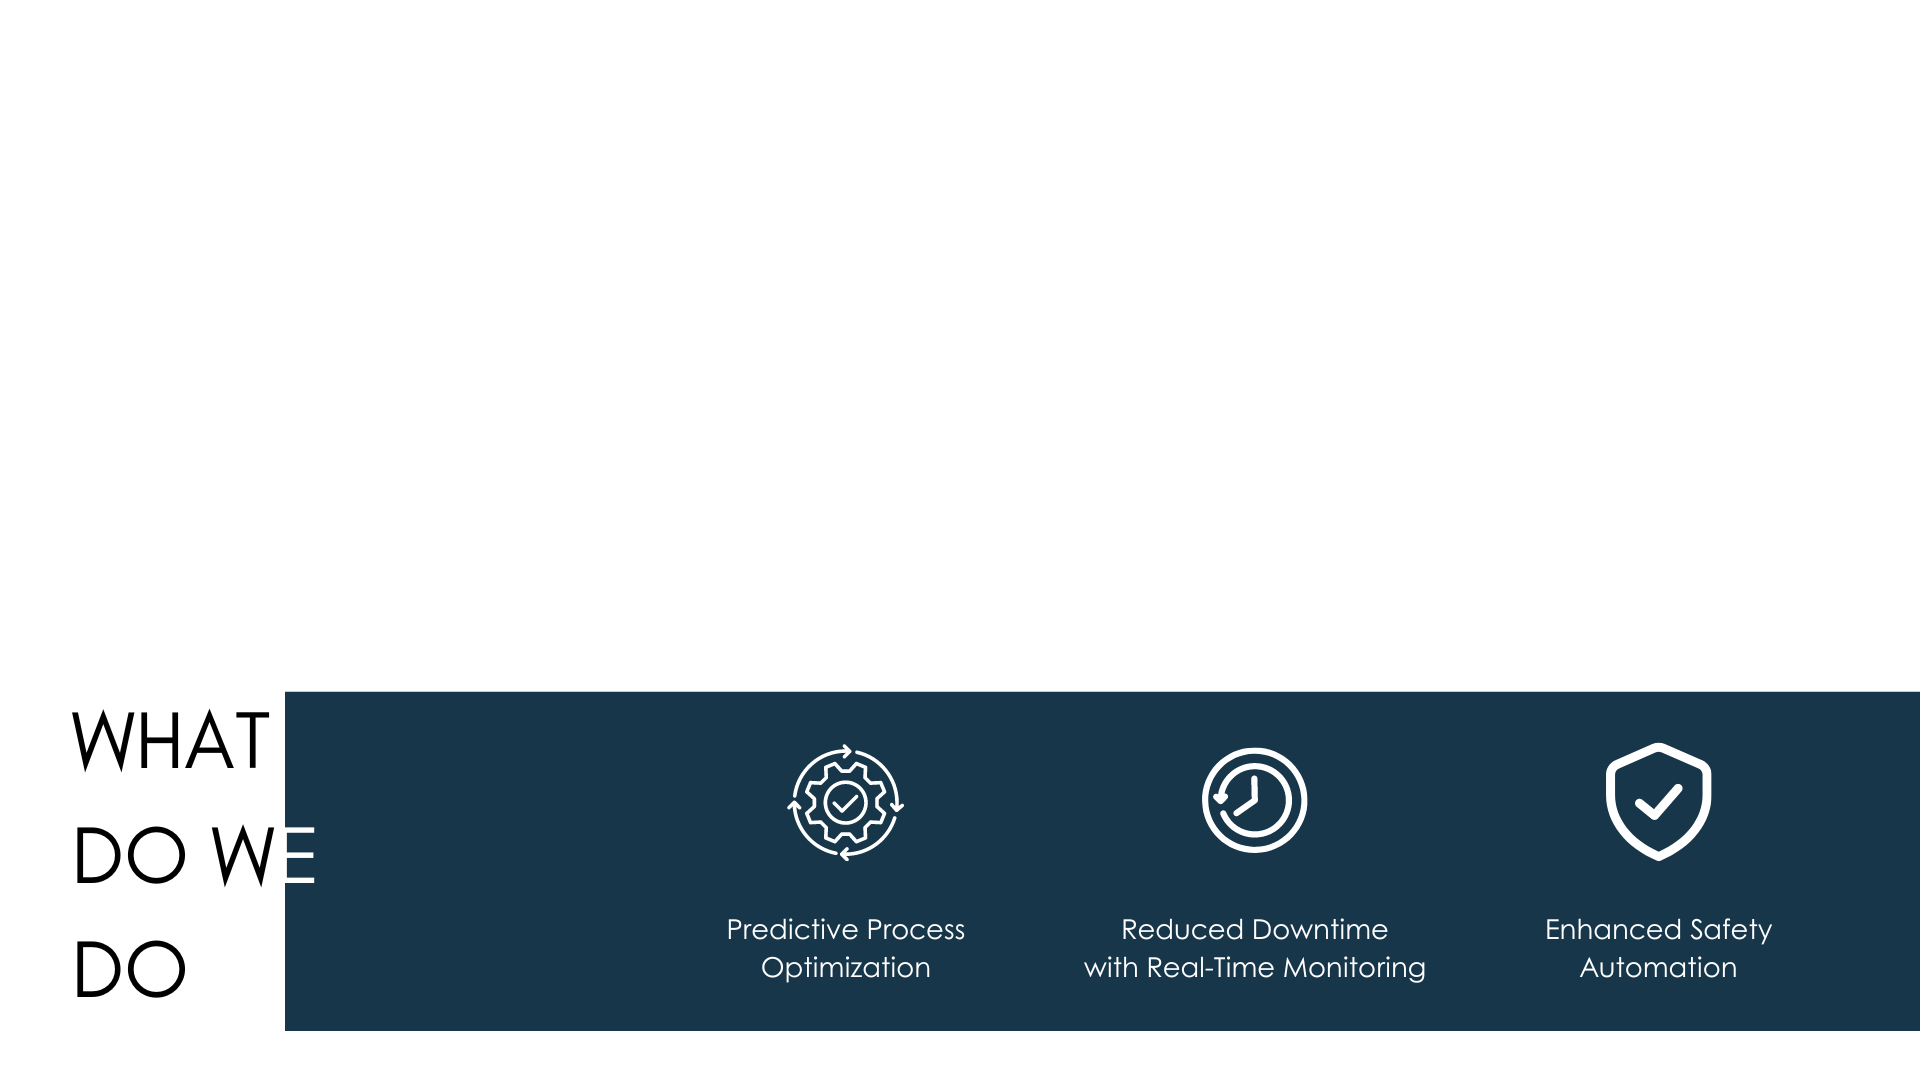 WHAT
DO WE
DO
Predictive Process
Optimization
Reduced Downtime
with Real-Time Monitoring
Enhanced Safety
Automation